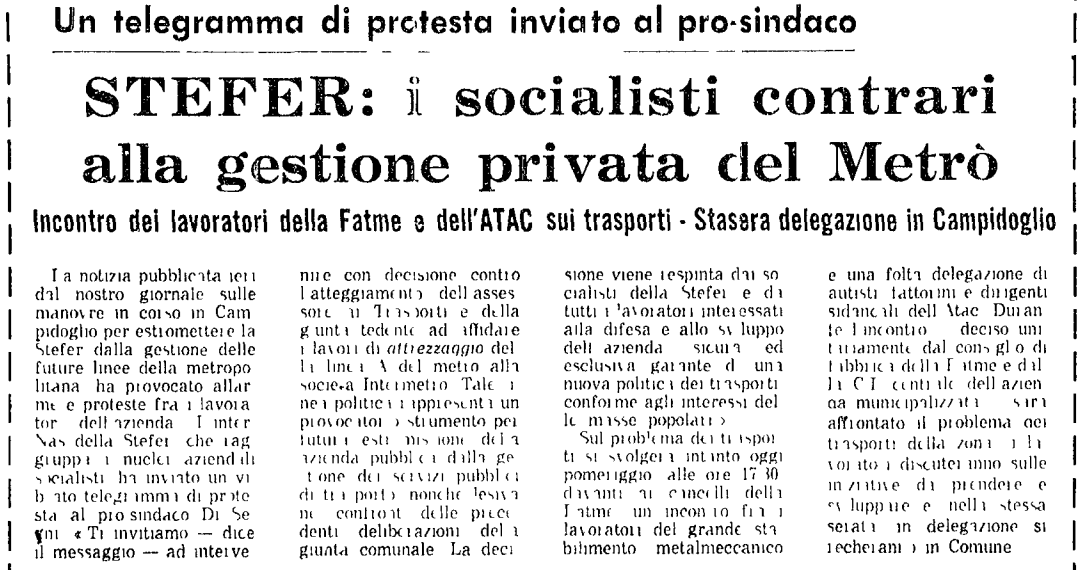 Un telegramma di protesta inviato al pro-sindaco
STEFER: i socialisti contrari
alla gestione privata del Metrò
Incontro dei lavoratori della Fatme e dell'ATAC sui trasporti - Stasera delegazione in Campidoglio
La notizia pubblicata ieri
dal nostro giornale sulle
manovre in corso in Cam
pidoglio per estromettere la
Stefer dalla gestione delle
future linee della metropo
litana ha provocato allar
me e proteste fra i lavora
tor dell'azienda L inter
Nas della Stefer che rag
gruppa i nuclei aziendali
socialisti ha inviato un vi
brato telegramma di prote
sta al pro sindaco Di Se
gni « Ti invitiamo — dice
il messaggio — ad interve
nire con decisione contro
l atteggiamento dell asses
sore ai Trasporti e della
giunta tedente ad affidare
i lavori di attrezzaggio del
la linea A del metro alla
società Intermetro Tale
politica rappresenta un
provocatorio strumento per
future estromissioni della
azienda pubblica dalla ge
tione dei servizi pubblici
di trasporto nonche lesiva
nei confronti delle prece
denti deliberazioni della
giunta comunale La deci
sione viene respinta dai so
cialisti della Stefer e da
tutti i lavoratori interessati
alla difesa e allo sviluppo
dell azienda sicura ed
esclusiva garante d una
nuova politica dei trasporti
conforme agli interessi del
le masse popolari »
Sul problema dei traspor
ti si svolgerà intanto oggi
pomeriggio alle ore 17 30
davanti ai cancelli della
Fatme un incontro fra i
lavoratori del grande sta
bilimento metalmeccanico
e una folta delegazione di
autisti fattorini e dirigenti
sindacali dell Atac Duran
te l incontro deciso uni
tariamente dal consiglio di
fabbrica della Fatme e dal
la C I centrale dell azien
da municipalizzata sarà
affrontato il problema dei
trasporti della zona I la
voratori discuteranno sulle
iniziative da prendere e
sviluppare e nella stessa
serata in delegazione si
recheranno in Comune